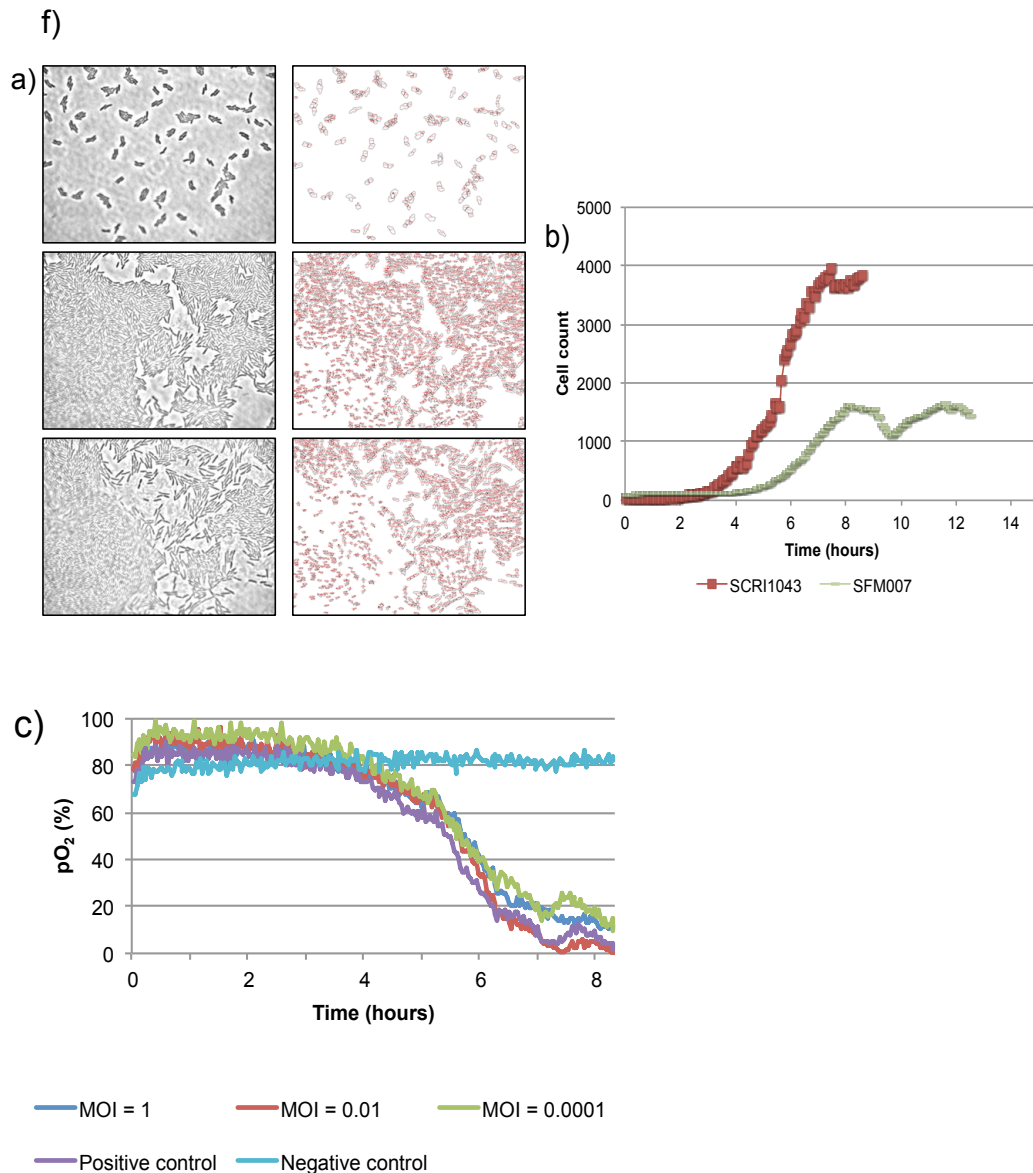 f)
a)
b)
5000
4000
3000
2000
1000
0
Cell count
0 2 4 6 8 10 12 14
Time (hours)
SCRI1043 SFM007
c)
100
80
60
40
20
0
pO₂ (%)
0 2 4 6 8
Time (hours)
MOI = 1 MOI = 0.01 MOI = 0.0001
Positive control Negative control